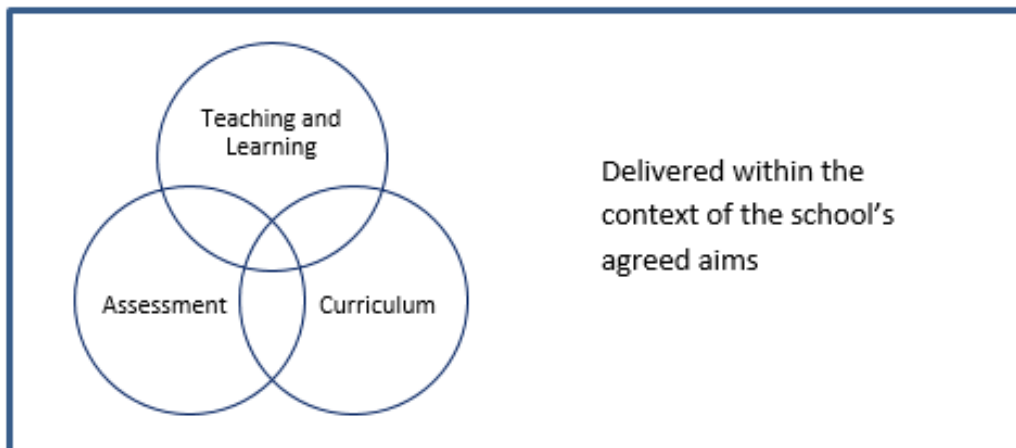 Teaching and
Learning
Assessment
Curriculum
Delivered within the
context of the school’s
agreed aims